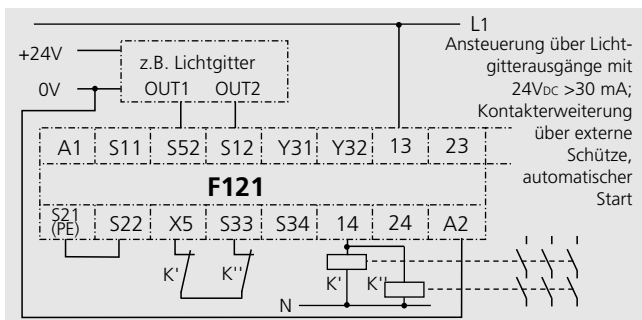 L1
+24V
z.B. Lichtgitter
0V
OUT1 OUT2
Ansteuerung über Licht-
gitterausgänge mit
24VDC >30 mA;
Kontakterweiterung
über externe
Schütze,
automatischer
Start
A1 S11 S52 S12 Y31 Y32 13 23
F121
S21
(PE) S22 X5 S33 S34 14 24 A2
K' K'' K' K''
N